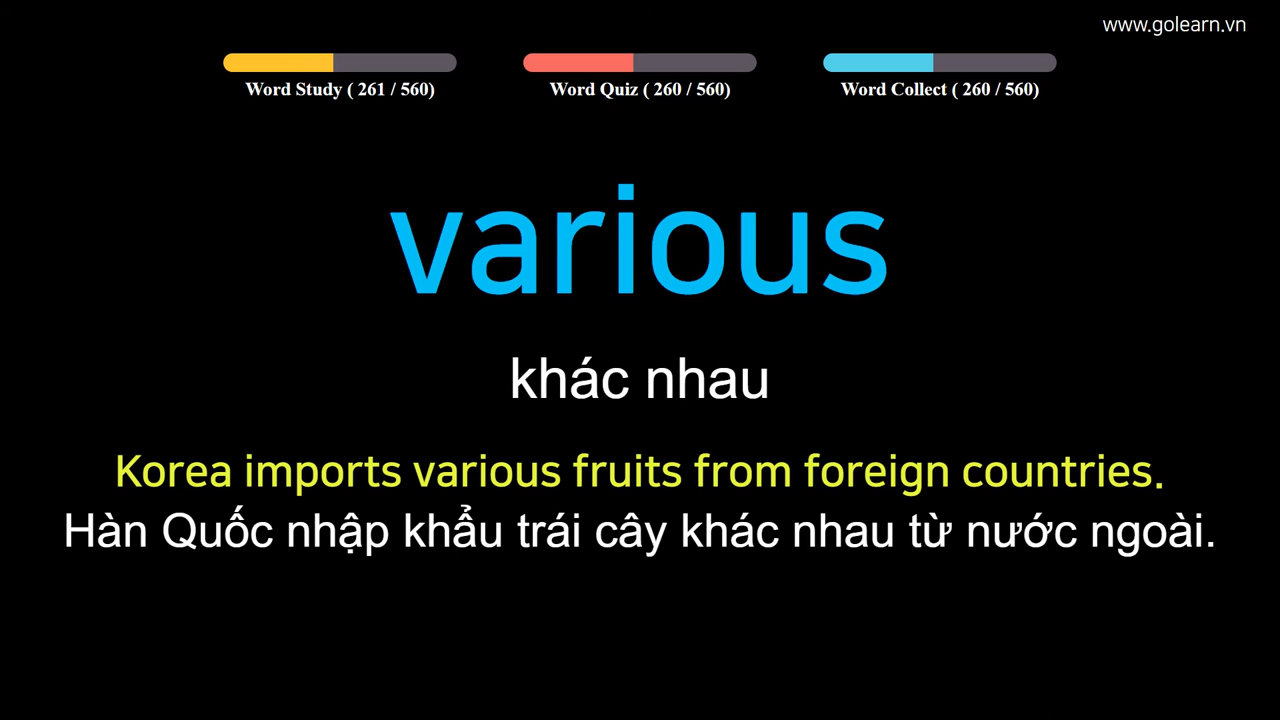 www.golearn.vn
Word Study ( 261 / 560)
Word Quiz ( 260 / 560)
Word Collect ( 260 / 560)
various
khác nhau
Korea imports various fruits from foreign countries.
Hàn Quốc nhập khẩu trái cây khác nhau từ nước ngoài.